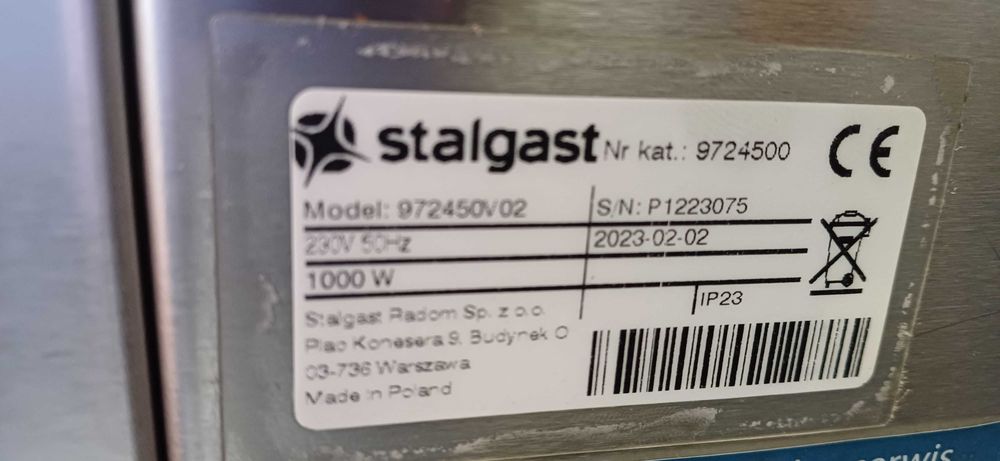 stalgast Nr kat.: 9724500 CE
Model: 972450V02 S/N: P1223075
230V 50Hz 2023-02-02
1000 W
IP23
Stalgast Radom Sp. z o.o.
Plac Konesera 9, Budynek O
03-736 Warszawa
Made in Poland